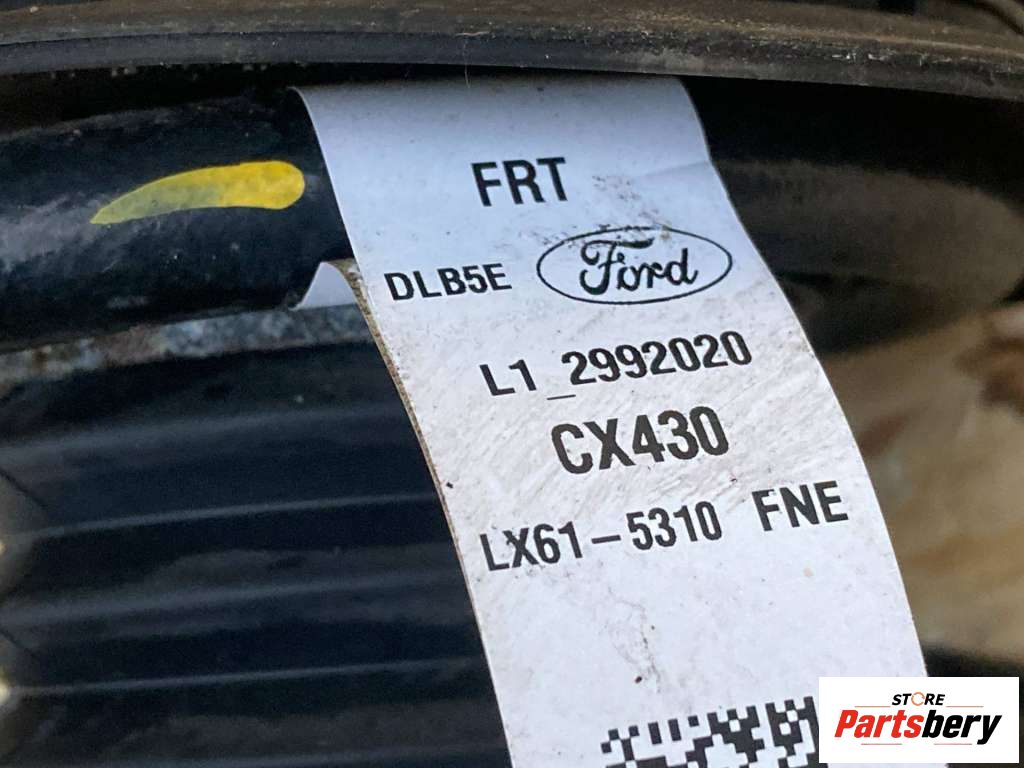 FRT
DLB5E Ford
L1_2992020
CX430
LX61-5310 FNE
STORE
Partsbery